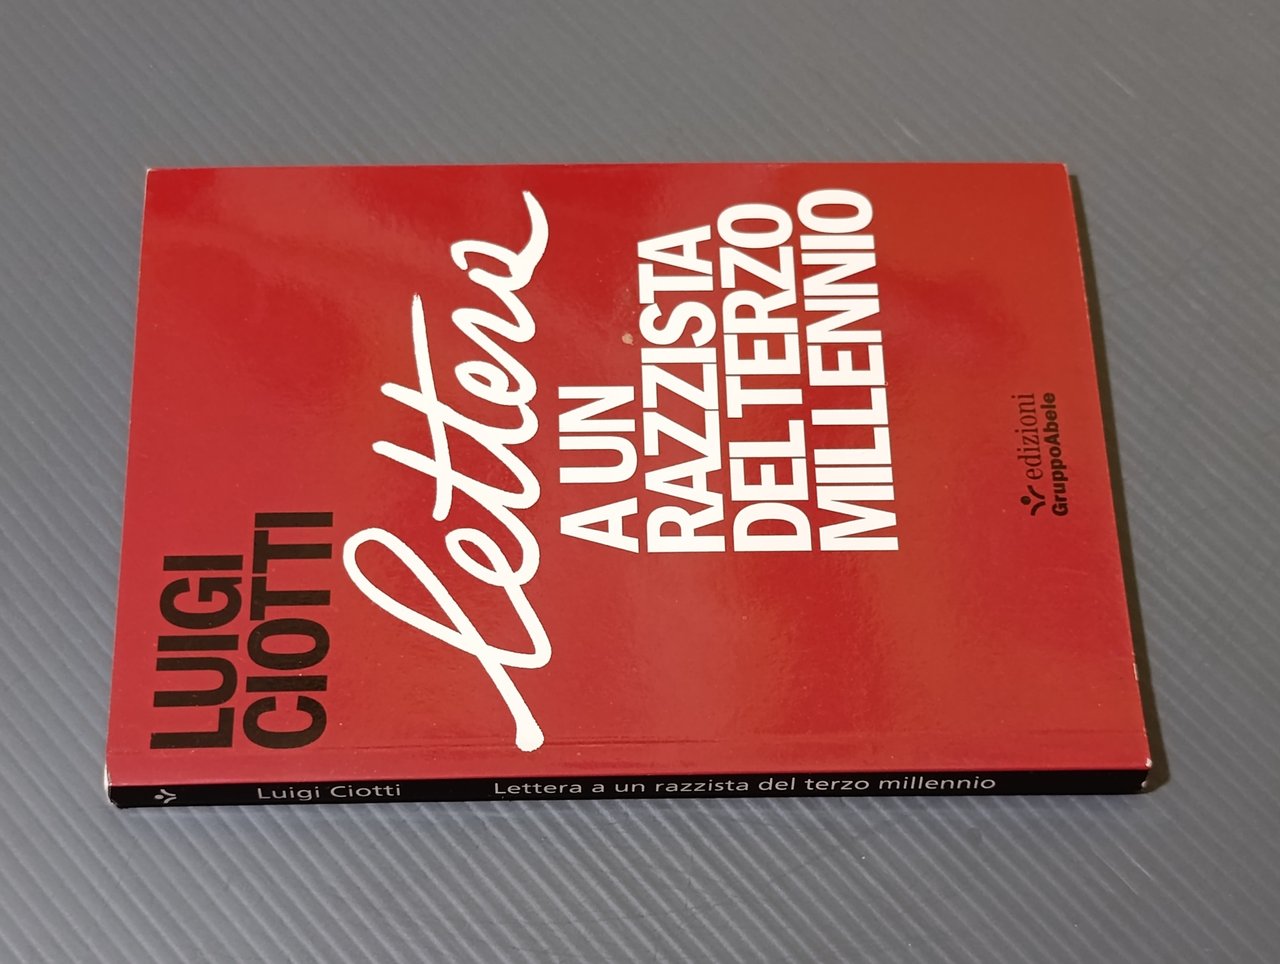 LUIGI
CIOTTI
lettera
A UN
RAZZISTA
DEL TERZO
MILLENNIO
edizioni
GruppoAbele
Luigi Ciotti Lettera a un razzista del terzo millennio